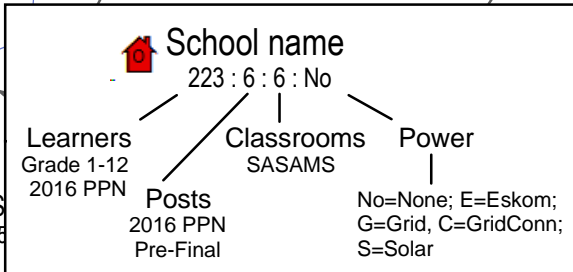 School name
223 : 6 : 6 : No
Learners
Grade 1-12
2016 PPN
Posts
2016 PPN
Pre-Final
Classrooms
SASAMS
Power
No=None; E=Eskom;
G=Grid, C=GridConn;
S=Solar